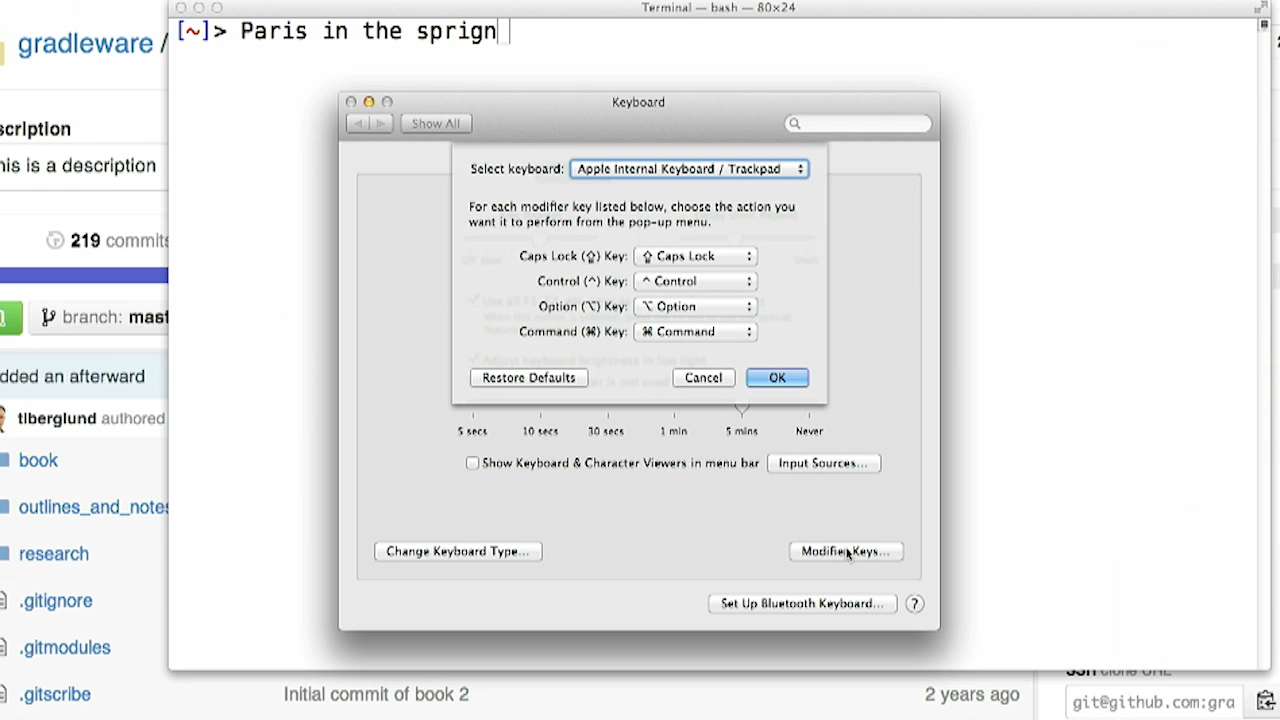 Terminal — bash — 80×24
[~]> Paris in the sprign
gradleware /
scription
his is a description
219 commits
branch: mast
dded an afterward
tlberglund authored
book
outlines_and_notes
research
.gitignore
.gitmodules
.gitscribe
Initial commit of book 2
2 years ago
clone URL
git@github.com:gra
Keyboard
Show All
Select keyboard: Apple Internal Keyboard / Trackpad
For each modifier key listed below, choose the action you
want it to perform from the pop-up menu.
Caps Lock (⇪) Key: ⇪ Caps Lock
Control (^) Key: ^ Control
Option (⌥) Key: ⌥ Option
Command (⌘) Key: ⌘ Command
Restore Defaults Cancel OK
5 secs 10 secs 30 secs 1 min 5 mins Never
Show Keyboard & Character Viewers in menu bar Input Sources...
Change Keyboard Type... Modifier Keys...
Set Up Bluetooth Keyboard... ?